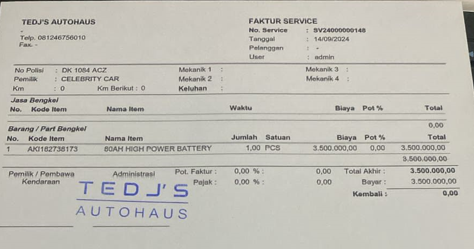 TEDJ'S AUTOHAUS
FAKTUR SERVICE
-
No. Service : SV24000000148
Telp. 081246756010
Tanggal : 14/09/2024
Fax. -
Pelanggan : -
User : admin
No Polisi : DK 1084 ACZ Mekanik 1 : Mekanik 3 :
Pemilik : CELEBRITY CAR Mekanik 2 : Mekanik 4 :
Km : 0 Km Berikut : 0 Keluhan :
Jasa Bengkel
No. Kode Item Nama Item Waktu Biaya Pot % Total
0,00
Barang / Part Bengkel
No. Kode Item Nama Item Jumlah Satuan Biaya Pot % Total
1 AKI182738173 80AH HIGH POWER BATTERY 1,00 PCS 3.500.000,00 0,00 3.500.000,00
3.500.000,00
Pemilik / Pembawa Kendaraan Administrasi Pot. Faktur : 0,00 % : 0,00 Total Akhir : 3.500.000,00
Pajak : 0,00 % : 0,00 Bayar : 3.500.000,00
Kembali : 0,00
TEDJ'S
AUTOHAUS